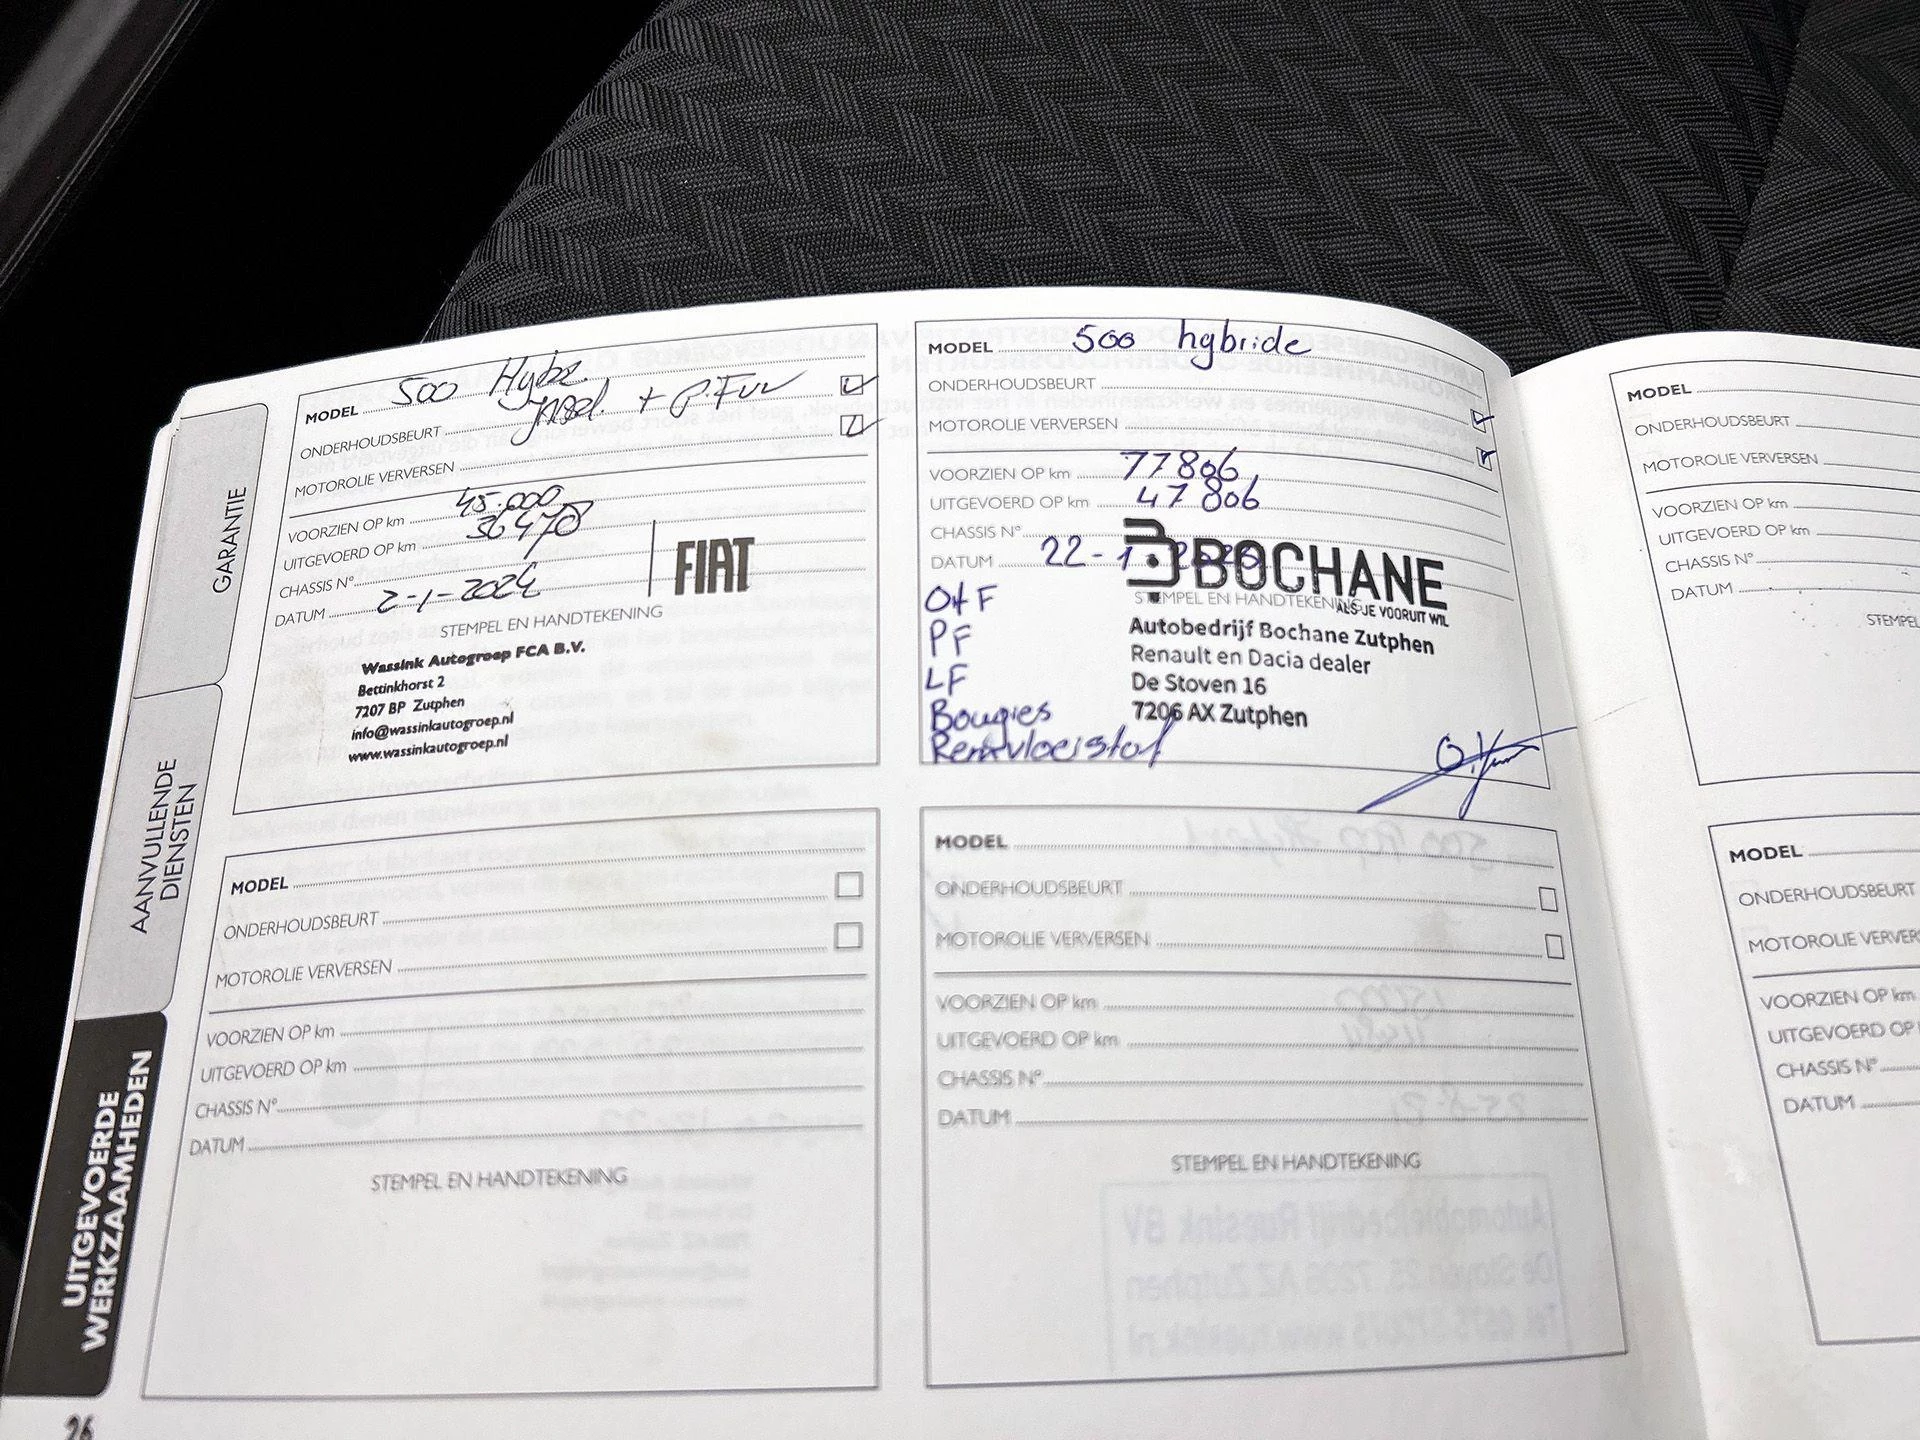 GARANTIE
AANVULLENDE
DIENSTEN
UITGEVOERDE
WERKZAAMHEDEN
26
MODEL 500 Hybr.
ONDERHOUDSBEURT + P.Fur
MOTOROLIE VERVERSEN
VOORZIEN OP km 45.000
UITGEVOERD OP km 36470
CHASSIS N°
DATUM 2-1-2024
FIAT
STEMPEL EN HANDTEKENING
Wassink Autogroep FCA B.V.
Bettinkhorst 2
7207 BP Zutphen
info@wassinkautogroep.nl
www.wassinkautogroep.nl
MODEL 500 hybride
ONDERHOUDSBEURT
MOTOROLIE VERVERSEN
VOORZIEN OP km 77806
UITGEVOERD OP km 47806
CHASSIS N°
DATUM 22-1
BOCHANE
STEMPEL EN HANDTEKENING
ALS JE VOORUIT WIL
Autobedrijf Bochane Zutphen
Renault en Dacia dealer
De Stoven 16
7206 AX Zutphen
O+F
PF
LF
Bougies
Remvloeistof
MODEL
ONDERHOUDSBEURT
MOTOROLIE VERVERSEN
VOORZIEN OP km
UITGEVOERD OP km
CHASSIS N°
DATUM
STEMPEL EN HANDTEKENING
MODEL
ONDERHOUDSBEURT
MOTOROLIE VERVERSEN
VOORZIEN OP km
UITGEVOERD OP km
CHASSIS N°
DATUM
STEMPEL EN HANDTEKENING
MODEL
ONDERHOUDSBEURT
MOTOROLIE VERVERSEN
VOORZIEN OP km
UITGEVOERD OP km
CHASSIS N°
DATUM
STEMPEL
MODEL
ONDERHOUDSBEURT
MOTOROLIE VERVERSEN
VOORZIEN OP km
UITGEVOERD OP
CHASSIS N°
DATUM